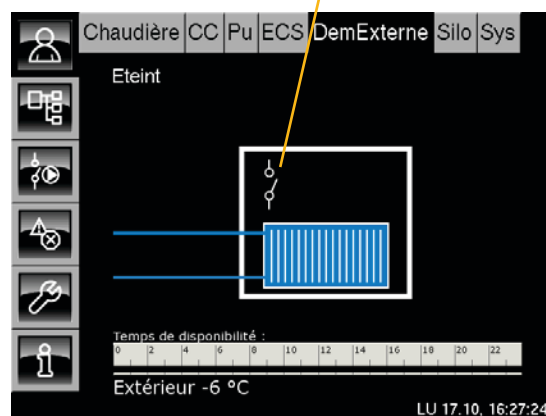 Chaudière CC Pu ECS DemExterne Silo Sys
Eteint
Temps de disponibilité :
0 2 4 6 8 10 12 14 16 18 20 22
Extérieur -6 °C
LU 17.10, 16:27:24